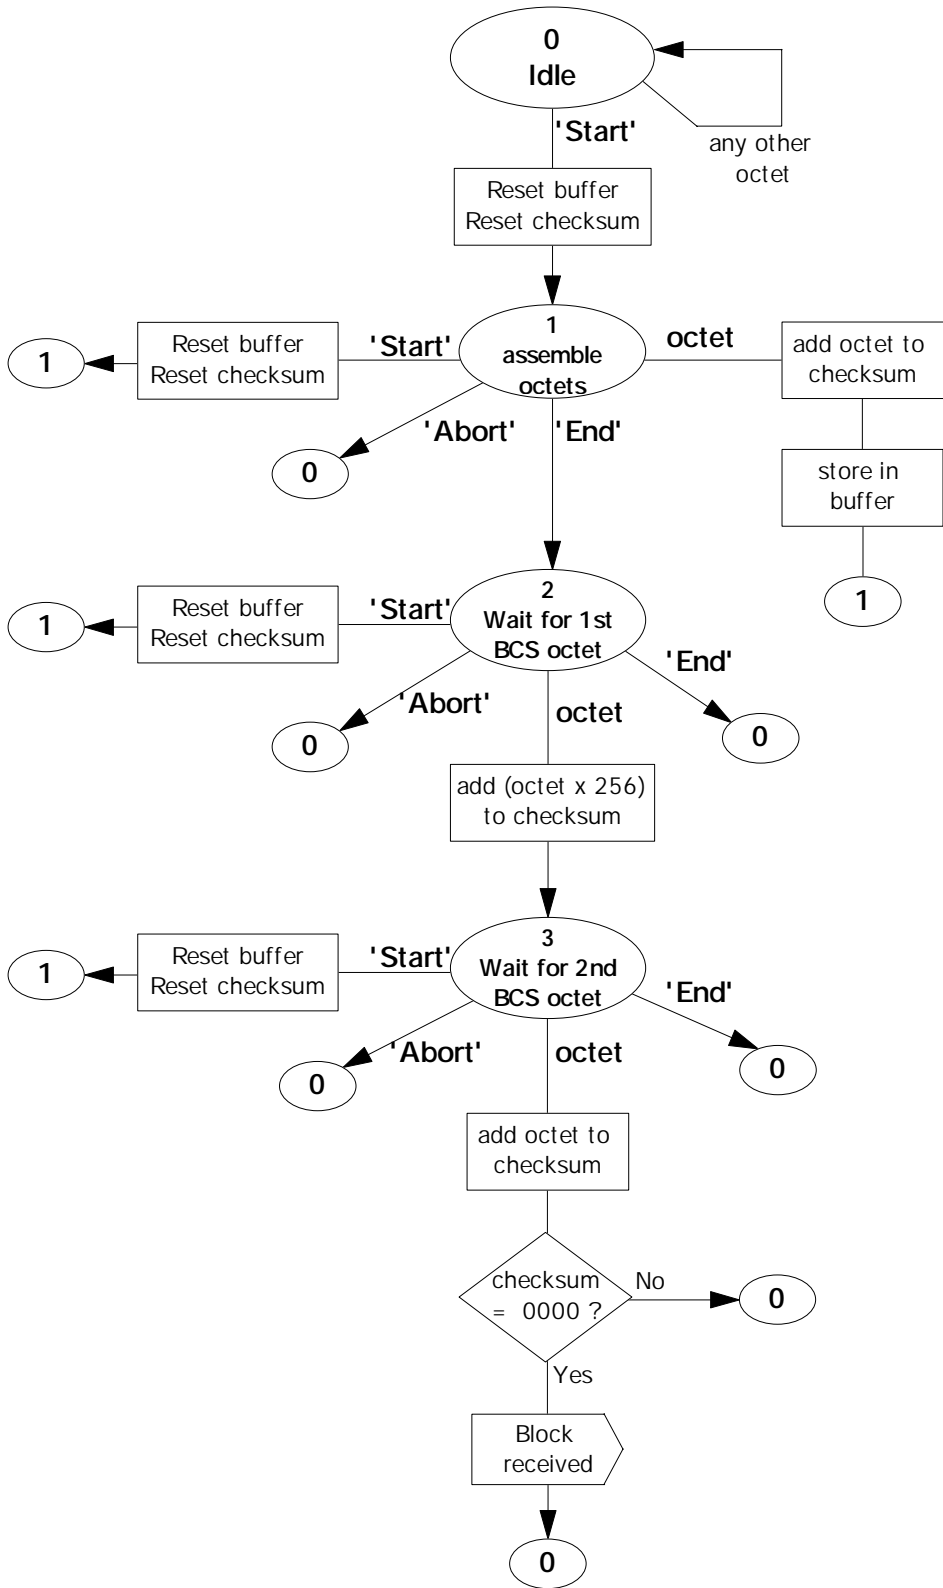 0
Idle
'Start'
any other
octet
Reset buffer
Reset checksum
1
Reset buffer
Reset checksum
'Start'
1
assemble
octets
octet
add octet to
checksum
'Abort'
'End'
0
store in
buffer
1
1
Reset buffer
Reset checksum
'Start'
2
Wait for 1st
BCS octet
'End'
'Abort'
octet
0
0
add (octet x 256)
to checksum
1
Reset buffer
Reset checksum
'Start'
3
Wait for 2nd
BCS octet
'End'
'Abort'
octet
0
0
add octet to
checksum
checksum
= 0000 ?
No
0
Yes
Block
received
0